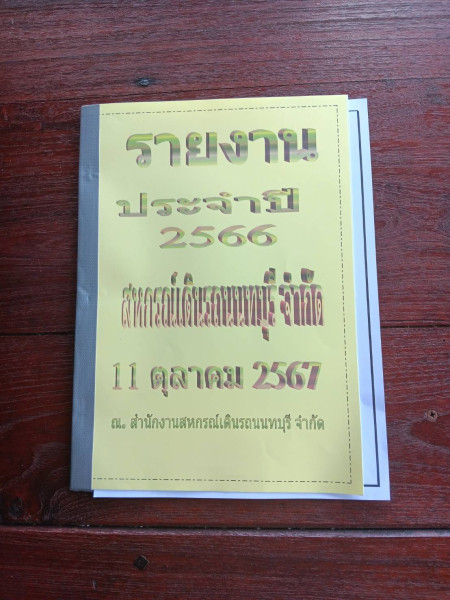 รายงาน
ประจำปี
2566
สหกรณ์เดินรถนนทบุรี จำกัด
11 ตุลาคม 2567
ณ. สำนักงานสหกรณ์เดินรถนนทบุรี จำกัด